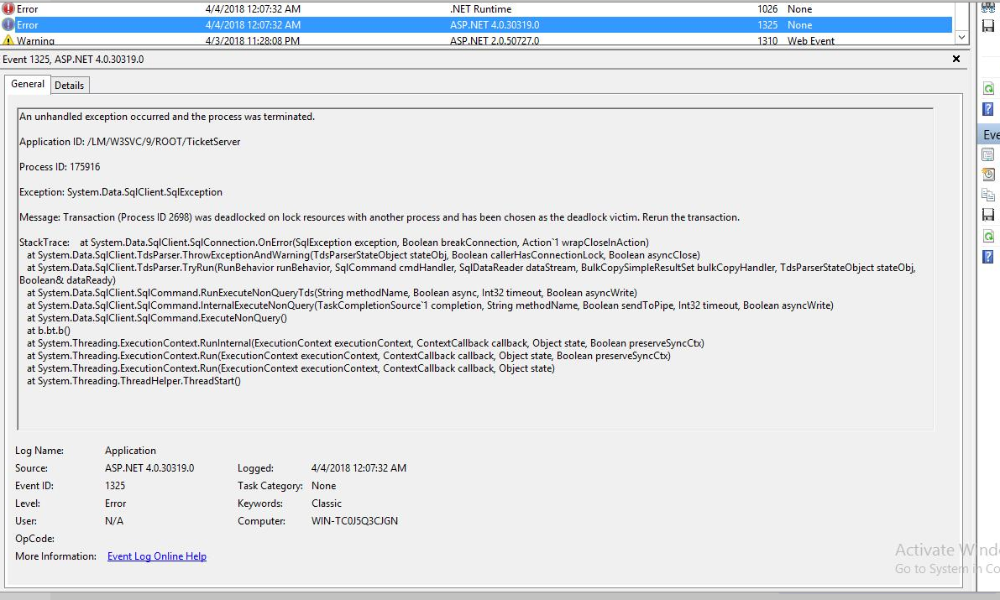 Error 4/4/2018 12:07:32 AM .NET Runtime 1026 None
Error 4/4/2018 12:07:32 AM ASP.NET 4.0.30319.0 1325 None
Warning 4/3/2018 11:28:08 PM ASP.NET 2.0.50727.0 1310 Web Event
Event 1325, ASP.NET 4.0.30319.0
General Details
Eve
An unhandled exception occurred and the process was terminated.
Application ID: /LM/W3SVC/9/ROOT/TicketServer
Process ID: 175916
Exception: System.Data.SqlClient.SqlException
Message: Transaction (Process ID 2698) was deadlocked on lock resources with another process and has been chosen as the deadlock victim. Rerun the transaction.
StackTrace: at System.Data.SqlClient.SqlConnection.OnError(SqlException exception, Boolean breakConnection, Action`1 wrapCloseInAction)
at System.Data.SqlClient.TdsParser.ThrowExceptionAndWarning(TdsParserStateObject stateObj, Boolean callerHasConnectionLock, Boolean asyncClose)
at System.Data.SqlClient.TdsParser.TryRun(RunBehavior runBehavior, SqlCommand cmdHandler, SqlDataReader dataStream, BulkCopySimpleResultSet bulkCopyHandler, TdsParserStateObject stateObj,
Boolean& dataReady)
at System.Data.SqlClient.SqlCommand.RunExecuteNonQueryTds(String methodName, Boolean async, Int32 timeout, Boolean asyncWrite)
at System.Data.SqlClient.SqlCommand.InternalExecuteNonQuery(TaskCompletionSource`1 completion, String methodName, Boolean sendToPipe, Int32 timeout, Boolean asyncWrite)
at System.Data.SqlClient.SqlCommand.ExecuteNonQuery()
at b.bt.b()
at System.Threading.ExecutionContext.RunInternal(ExecutionContext executionContext, ContextCallback callback, Object state, Boolean preserveSyncCtx)
at System.Threading.ExecutionContext.Run(ExecutionContext executionContext, ContextCallback callback, Object state, Boolean preserveSyncCtx)
at System.Threading.ExecutionContext.Run(ExecutionContext executionContext, ContextCallback callback, Object state)
at System.Threading.ThreadHelper.ThreadStart()
Log Name: Application
Source: ASP.NET 4.0.30319.0 Logged: 4/4/2018 12:07:32 AM
Event ID: 1325 Task Category: None
Level: Error Keywords: Classic
User: N/A Computer: WIN-TC0J5Q3CJGN
OpCode:
More Information: Event Log Online Help
Activate Wind
Go to System in Co